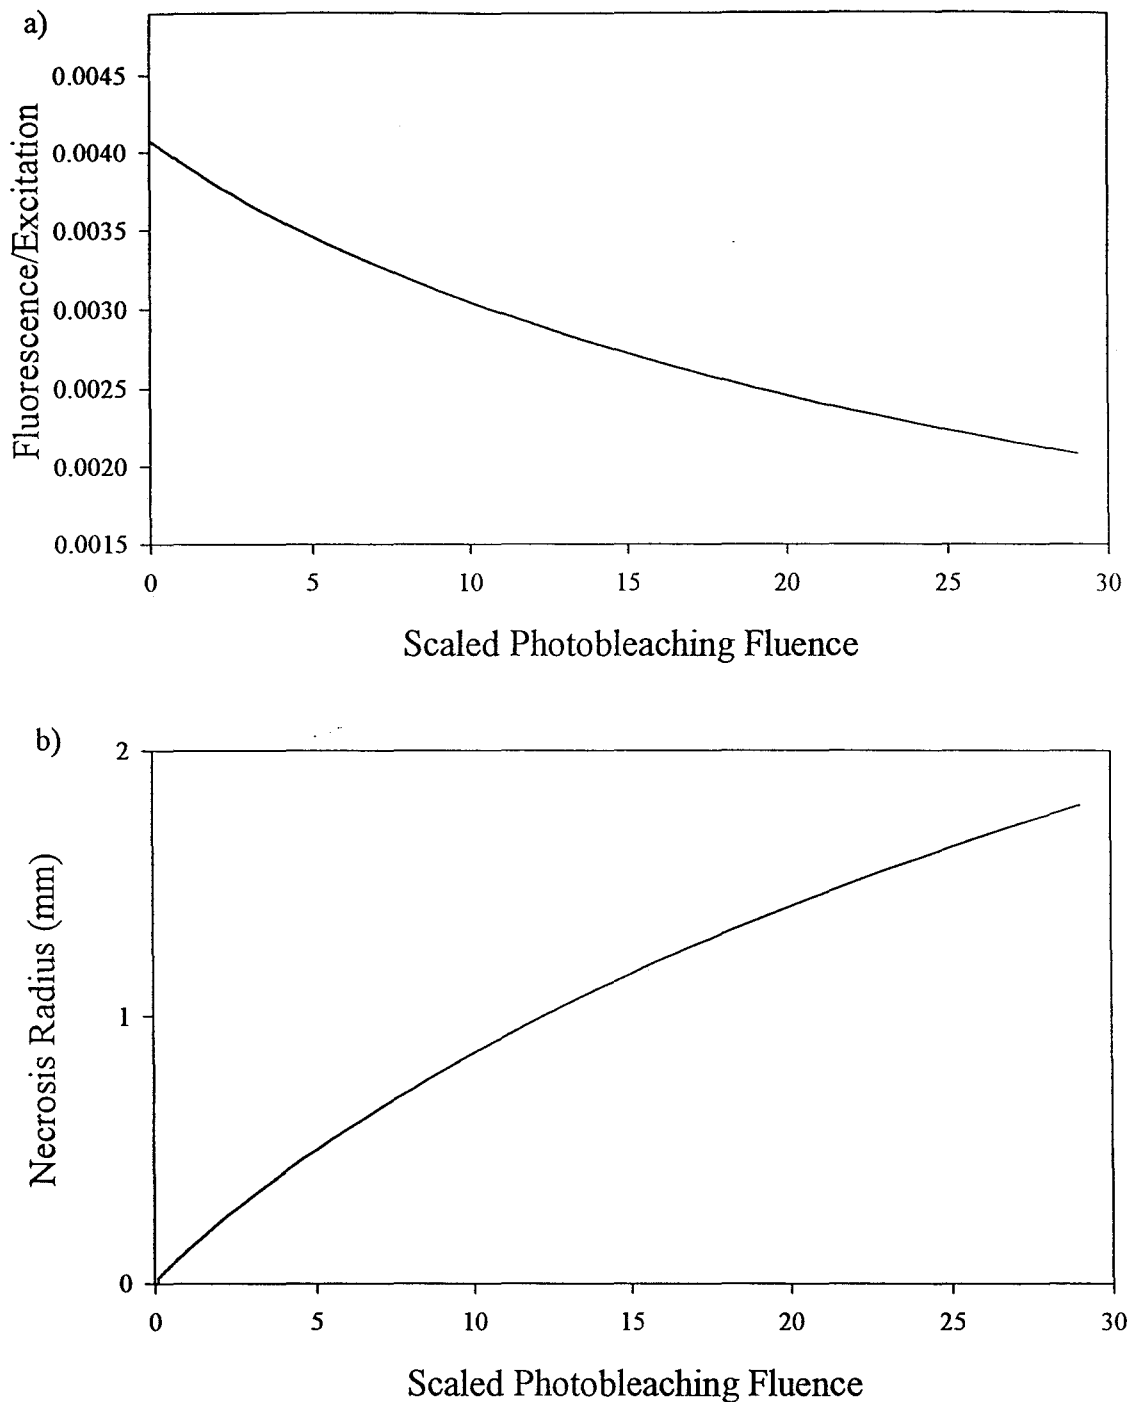 a)
Fluorescence/Excitation
0.0045
0.0040
0.0035
0.0030
0.0025
0.0020
0.0015
0 5 10 15 20 25 30
Scaled Photobleaching Fluence
b)
Necrosis Radius (mm)
2
1
0
0 5 10 15 20 25 30
Scaled Photobleaching Fluence